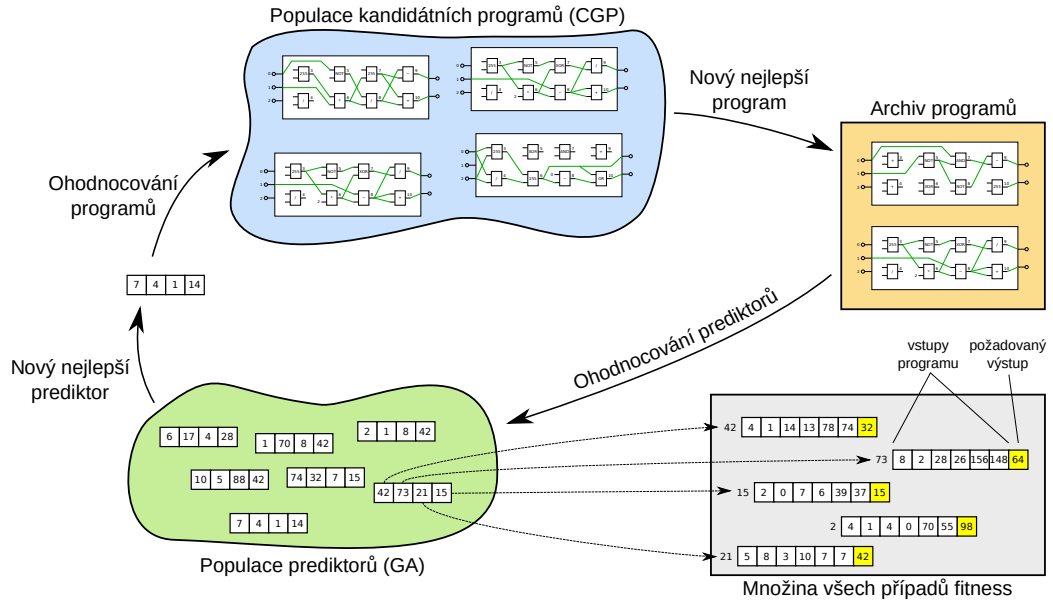 Populace kandidátních programů (CGP)
Nový nejlepší
program
Archiv programů
Ohodnocování
programů
7 4 1 14
Ohodnocování prediktorů
Nový nejlepší
prediktor
vstupy
programu
požadovaný
výstup
6 17 4 28
1 70 8 42
2 1 8 42
10 5 88 42
74 32 7 15
42 73 21 15
7 4 1 14
Populace prediktorů (GA)
42 4 1 14 13 78 74 32
73 8 2 28 26 156 148 64
15 2 0 7 6 39 37 15
2 4 1 4 0 70 55 98
21 5 8 3 10 7 7 42
Množina všech případů fitness